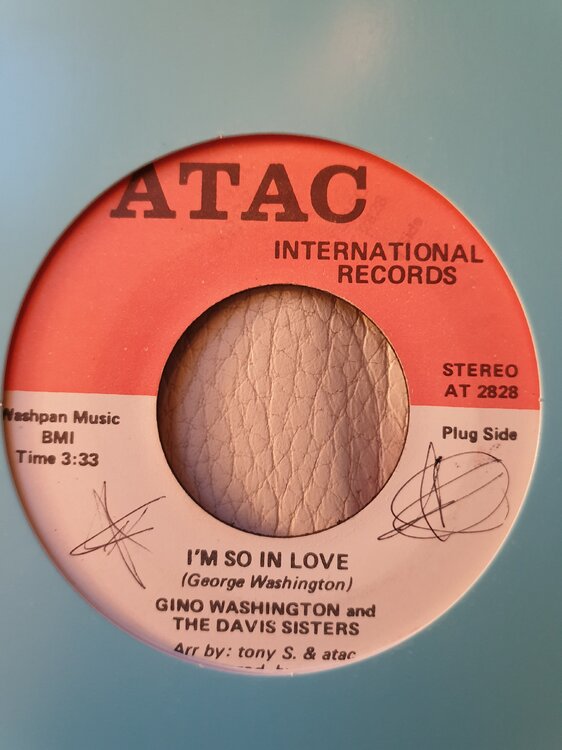 ATAC
INTERNATIONAL
RECORDS
STEREO
AT 2828
Washpan Music
BMI
Time 3:33
Plug Side
I'M SO IN LOVE
(George Washington)
GINO WASHINGTON and
THE DAVIS SISTERS
Arr by: tony S. & atac